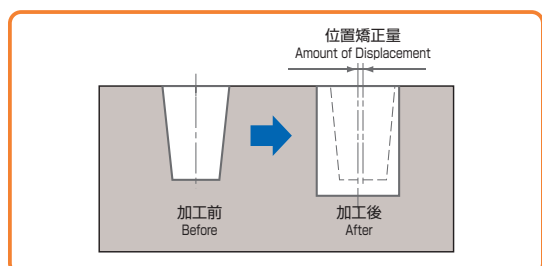 位置矯正量
Amount of Displacement
加工前
Before
加工後
After